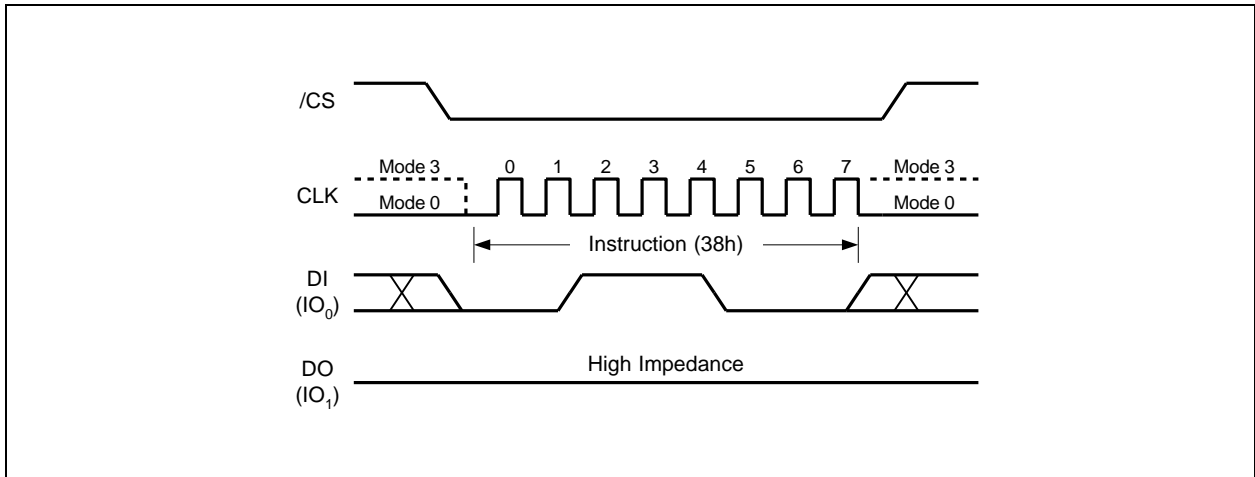 /CS
Mode 3 0 1 2 3 4 5 6 7 Mode 3
CLK
Mode 0 Mode 0
Instruction (38h)
DI
(IO₀)
High Impedance
DO
(IO₁)